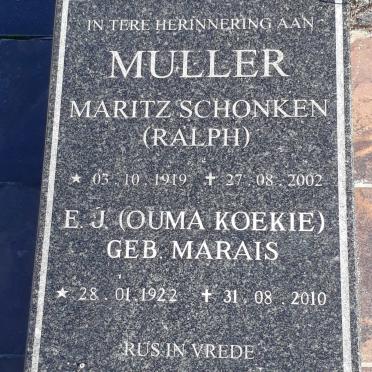 IN TERE HERINNERING AAN
MULLER
MARITZ SCHONKEN
(RALPH)
★ 03.10.1919 ✝ 27.08.2002
E. J. (OUMA KOEKIE)
GEB. MARAIS
★ 28.01.1922 ✝ 31.08.2010
RUS IN VREDE